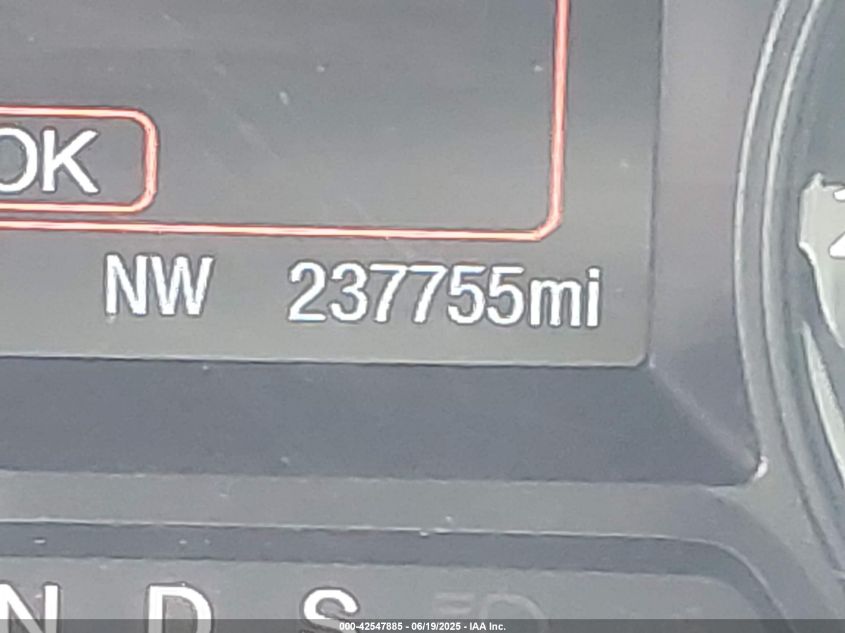 OK
NW 237755mi
N D S
000-42547885 - 06/19/2025 - IAA Inc.